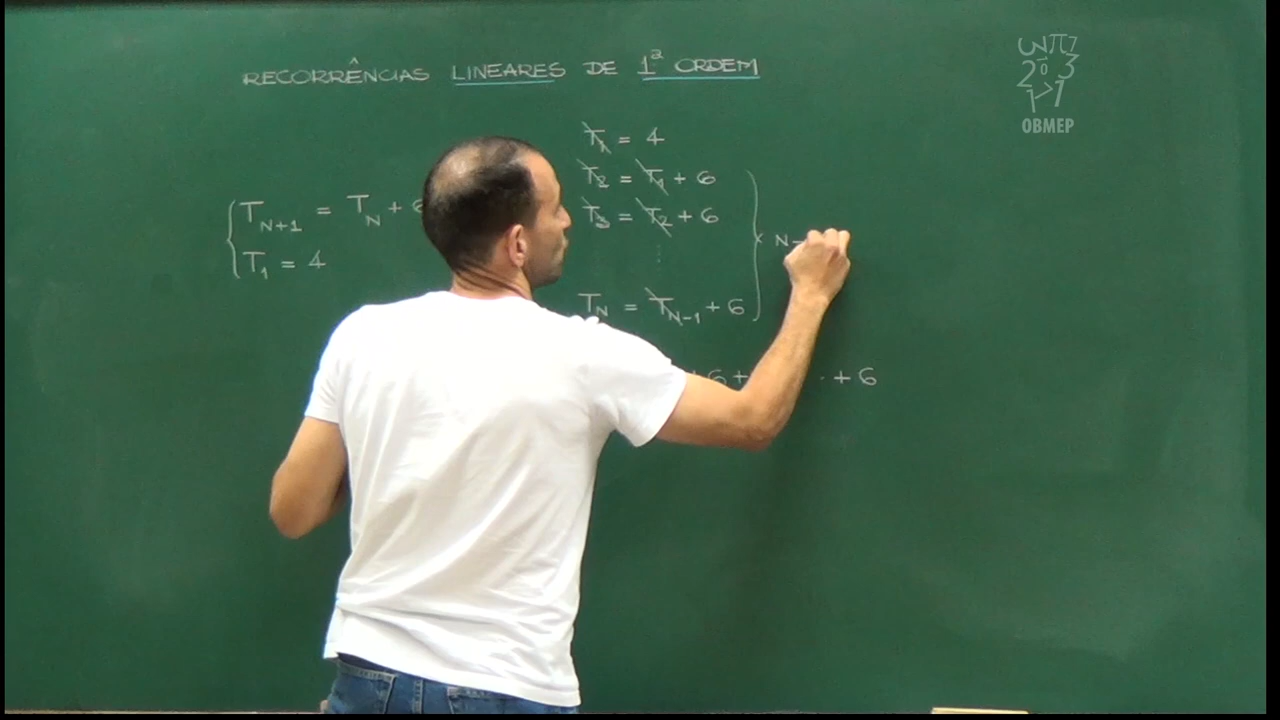 RECORRÊNCIAS LINEARES DE 1ª ORDEM
T₁ = 4
T₂ = T₁ + 6
T₃ = T₂ + 6
⋮
T_N = T_{N-1} + 6
T_{N+1} = T_N + 6
T₁ = 4
N-
+ 6 + ... + 6
OBMEP